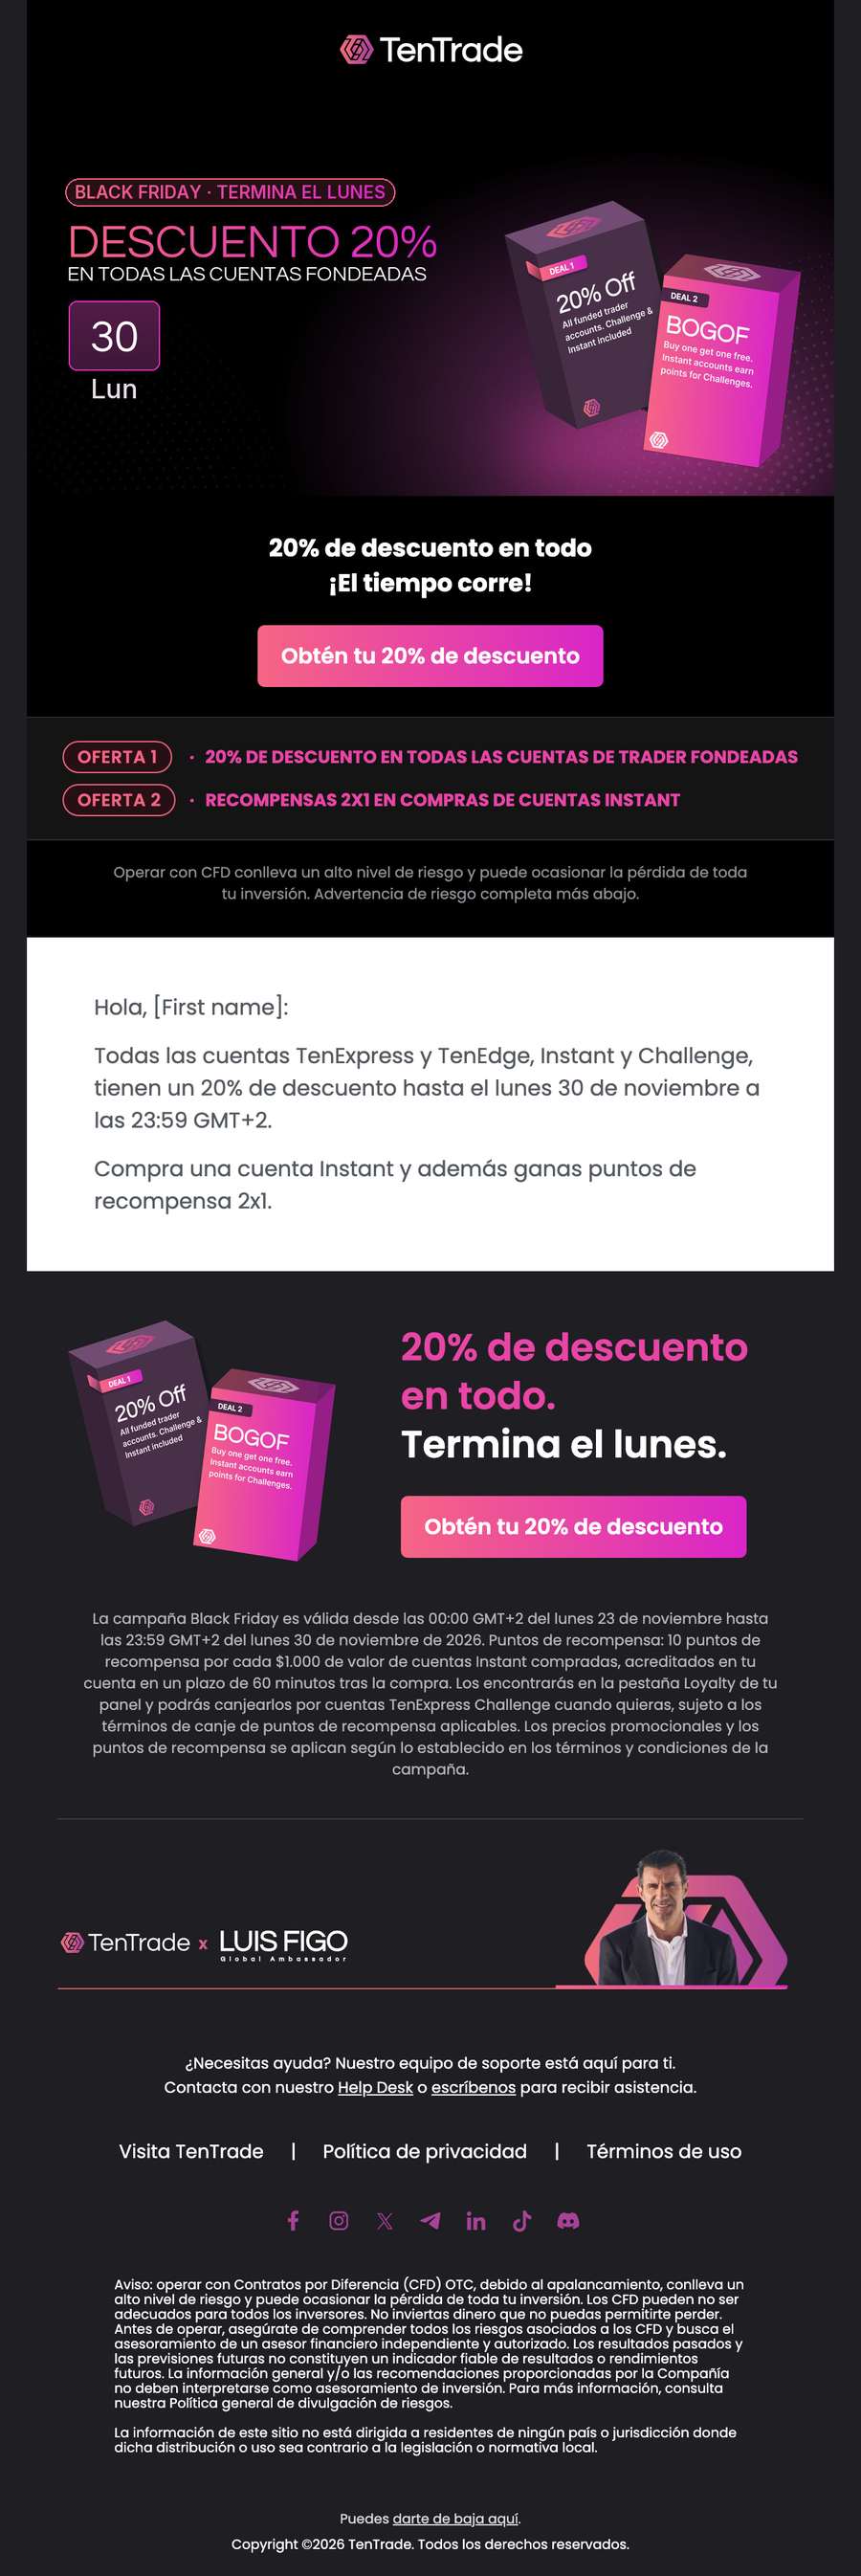 TenTrade
BLACK FRIDAY · TERMINA EL LUNES
DESCUENTO 20%
EN TODAS LAS CUENTAS FONDEADAS
30
Lun
DEAL 1
20% Off
All funded trader
accounts. Challenge &
Instant included
DEAL 2
BOGOF
Buy one get one free.
Instant accounts earn
points for Challenges.
20% de descuento en todo
¡El tiempo corre!
Obtén tu 20% de descuento
OFERTA 1 · 20% DE DESCUENTO EN TODAS LAS CUENTAS DE TRADER FONDEADAS
OFERTA 2 · RECOMPENSAS 2X1 EN COMPRAS DE CUENTAS INSTANT
Operar con CFD conlleva un alto nivel de riesgo y puede ocasionar la pérdida de toda
tu inversión. Advertencia de riesgo completa más abajo.
Hola, [First name]:
Todas las cuentas TenExpress y TenEdge, Instant y Challenge,
tienen un 20% de descuento hasta el lunes 30 de noviembre a
las 23:59 GMT+2.
Compra una cuenta Instant y además ganas puntos de
recompensa 2x1.
DEAL 1
20% Off
All funded trader
accounts. Challenge &
Instant included
DEAL 2
BOGOF
Buy one get one free.
Instant accounts earn
points for Challenges.
20% de descuento
en todo.
Termina el lunes.
Obtén tu 20% de descuento
La campaña Black Friday es válida desde las 00:00 GMT+2 del lunes 23 de noviembre hasta
las 23:59 GMT+2 del lunes 30 de noviembre de 2026. Puntos de recompensa: 10 puntos de
recompensa por cada $1.000 de valor de cuentas Instant compradas, acreditados en tu
cuenta en un plazo de 60 minutos tras la compra. Los encontrarás en la pestaña Loyalty de tu
panel y podrás canjearlos por cuentas TenExpress Challenge cuando quieras, sujeto a los
términos de canje de puntos de recompensa aplicables. Los precios promocionales y los
puntos de recompensa se aplican según lo establecido en los términos y condiciones de la
campaña.
TenTrade x LUIS FIGO
Global Ambassador
¿Necesitas ayuda? Nuestro equipo de soporte está aquí para ti.
Contacta con nuestro Help Desk o escríbenos para recibir asistencia.
Visita TenTrade | Política de privacidad | Términos de uso
Aviso: operar con Contratos por Diferencia (CFD) OTC, debido al apalancamiento, conlleva un
alto nivel de riesgo y puede ocasionar la pérdida de toda tu inversión. Los CFD pueden no ser
adecuados para todos los inversores. No inviertas dinero que no puedas permitirte perder.
Antes de operar, asegúrate de comprender todos los riesgos asociados a los CFD y busca el
asesoramiento de un asesor financiero independiente y autorizado. Los resultados pasados y
las previsiones futuras no constituyen un indicador fiable de resultados o rendimientos
futuros. La información general y/o las recomendaciones proporcionadas por la Compañía
no deben interpretarse como asesoramiento de inversión. Para más información, consulta
nuestra Política general de divulgación de riesgos.
La información de este sitio no está dirigida a residentes de ningún país o jurisdicción donde
dicha distribución o uso sea contrario a la legislación o normativa local.
Puedes darte de baja aquí.
Copyright ©2026 TenTrade. Todos los derechos reservados.